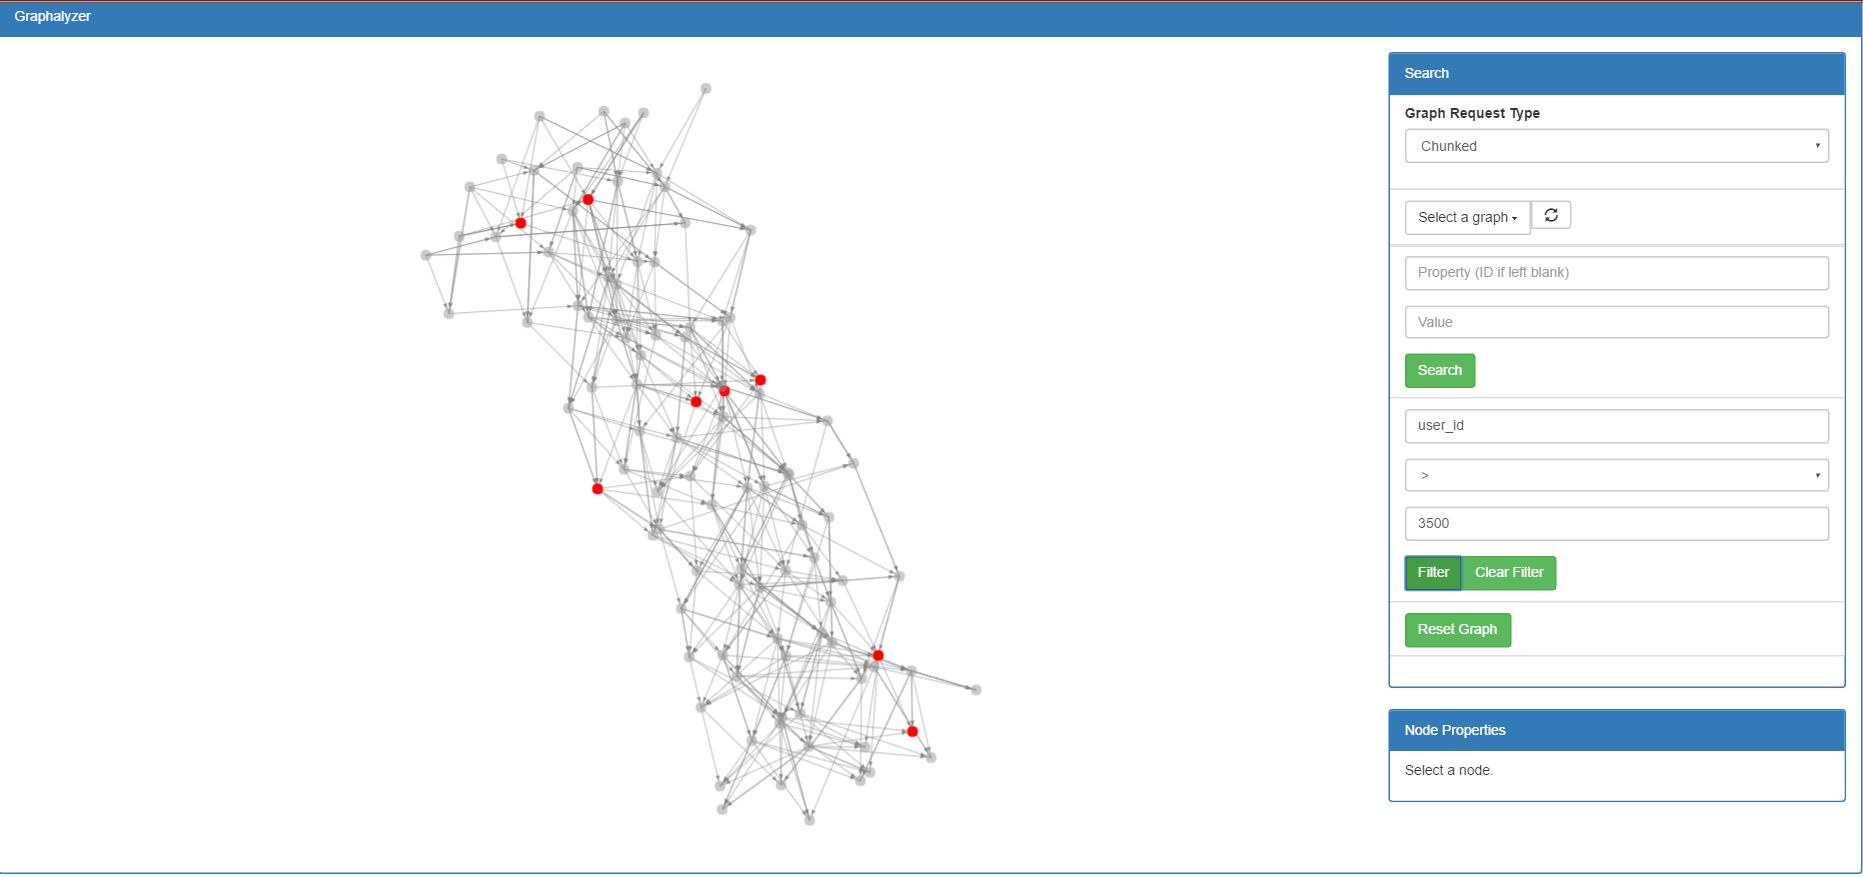 Graphalyzer
Search
Graph Request Type
Chunked
Select a graph
Property (ID if left blank)
Value
Search
user_id
>
3500
Filter Clear Filter
Reset Graph
Node Properties
Select a node.